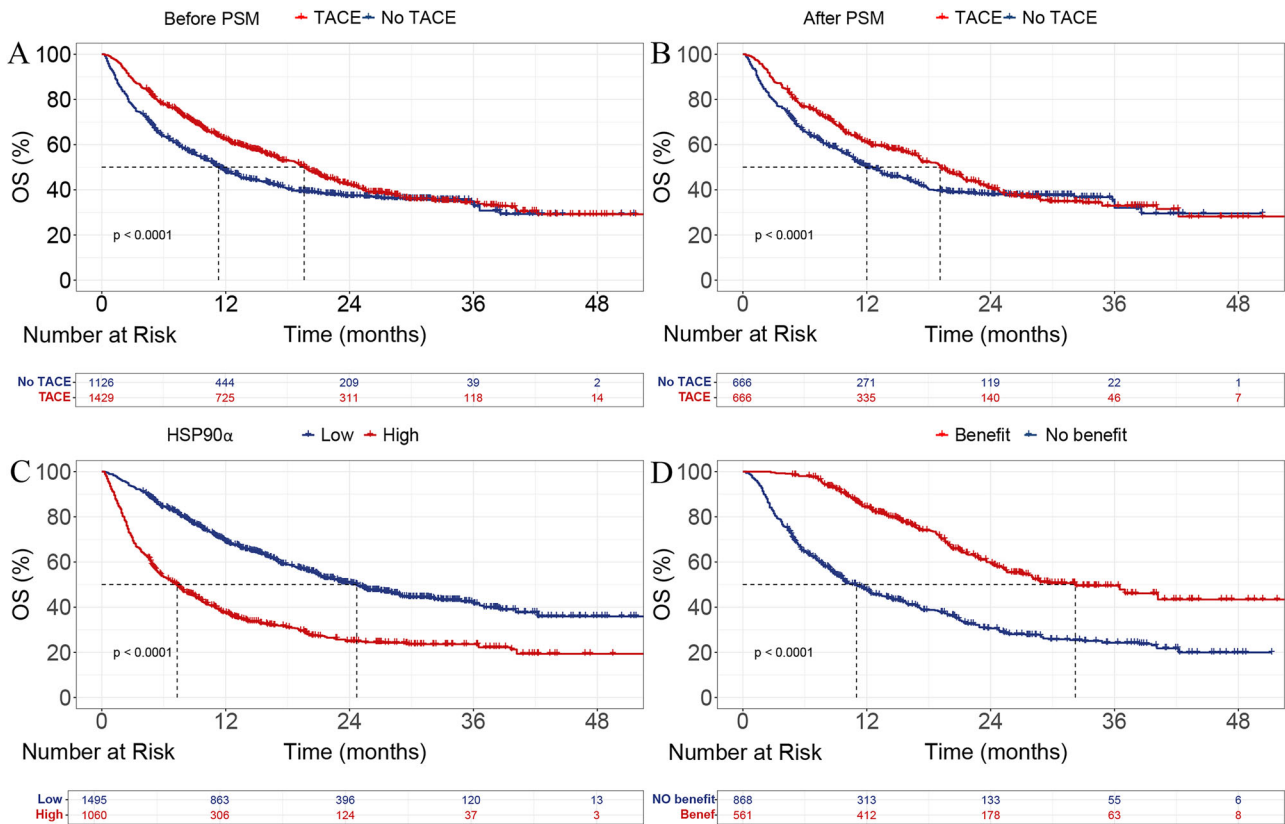 Before PSM TACE No TACE
A
100
80
60
40
20
0
OS (%)
p < 0.0001
0 12 24 36 48
Number at Risk Time (months)
No TACE 1126 444 209 39 2
TACE 1429 725 311 118 14
After PSM TACE No TACE
B
100
80
60
40
20
0
OS (%)
p < 0.0001
0 12 24 36 48
Number at Risk Time (months)
No TACE 666 271 119 22 1
TACE 666 335 140 46 7
HSP90α Low High
C
100
80
60
40
20
0
OS (%)
p < 0.0001
0 12 24 36 48
Number at Risk Time (months)
Low 1495 863 396 120 13
High 1060 306 124 37 3
Benefit No benefit
D
100
80
60
40
20
0
OS (%)
p < 0.0001
0 12 24 36 48
Number at Risk Time (months)
NO benefit 868 313 133 55 6
Benef 561 412 178 63 8